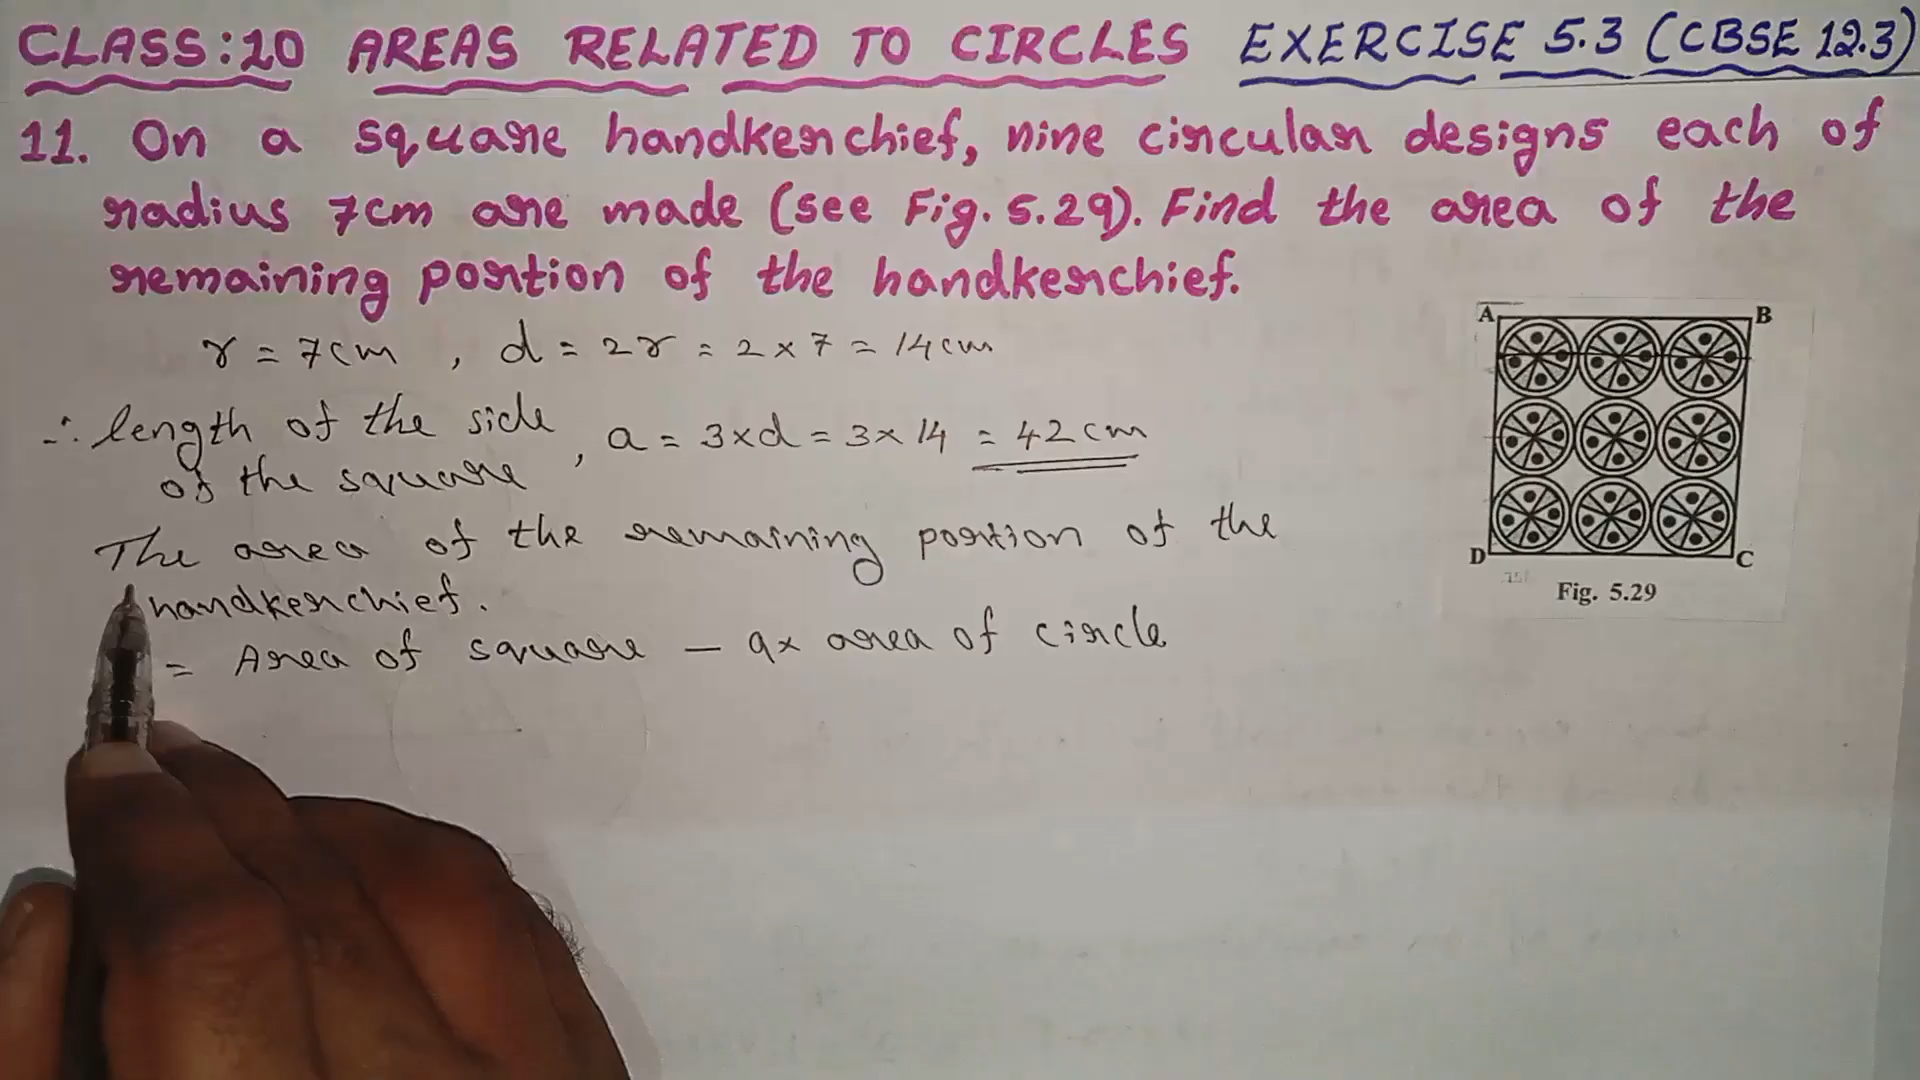 CLASS:10 AREAS RELATED TO CIRCLES EXERCISE 5.3 (CBSE 12.3)
11. On a square handkerchief, nine circular designs each of
radius 7cm are made (see Fig. 5.29). Find the area of the
remaining portion of the handkerchief.
r = 7cm , d = 2r = 2 x 7 = 14cm
∴ length of the side
of the square , a = 3xd = 3x 14 = 42cm
The area of the remaining portion of the
handkerchief.
= Area of square - 9x area of circle
A B
D C
Fig. 5.29